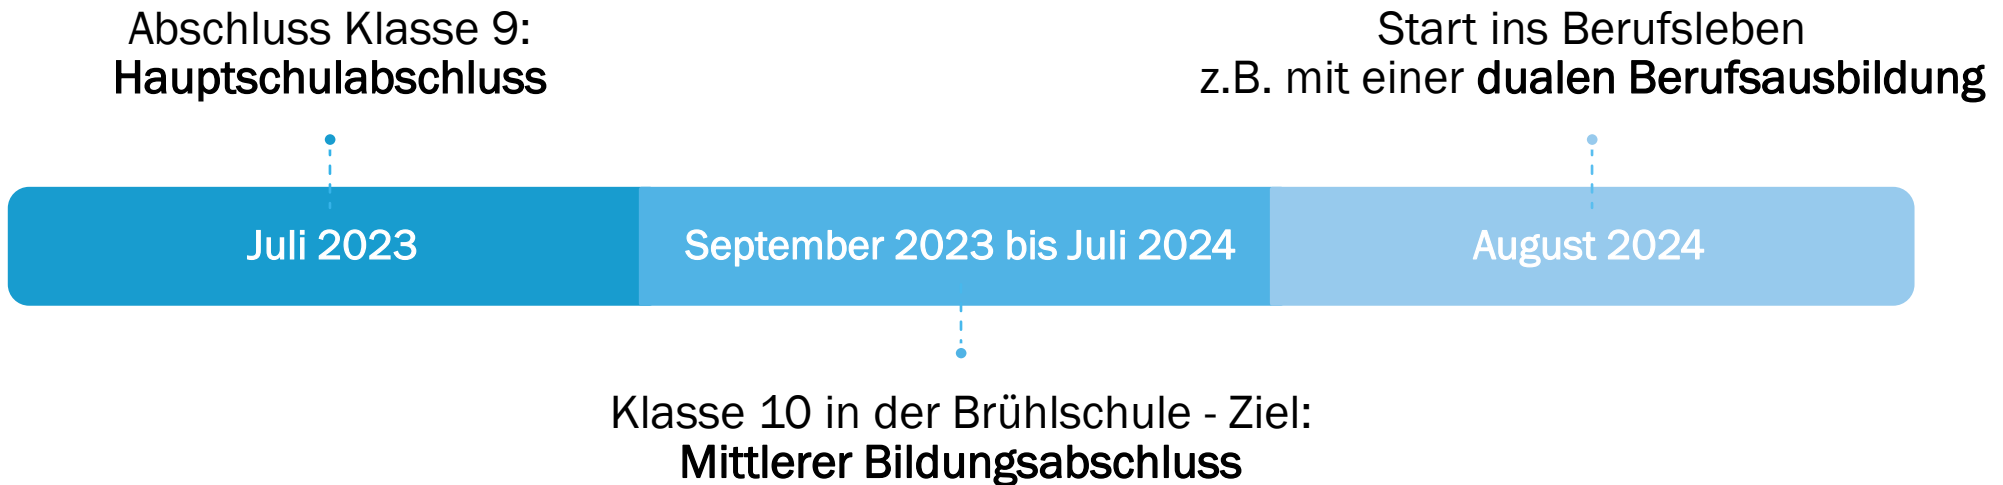 Abschluss Klasse 9:
Hauptschulabschluss
Start ins Berufsleben
z.B. mit einer dualen Berufsausbildung
Juli 2023
September 2023 bis Juli 2024
August 2024
Klasse 10 in der Brühlschule - Ziel:
Mittlerer Bildungsabschluss